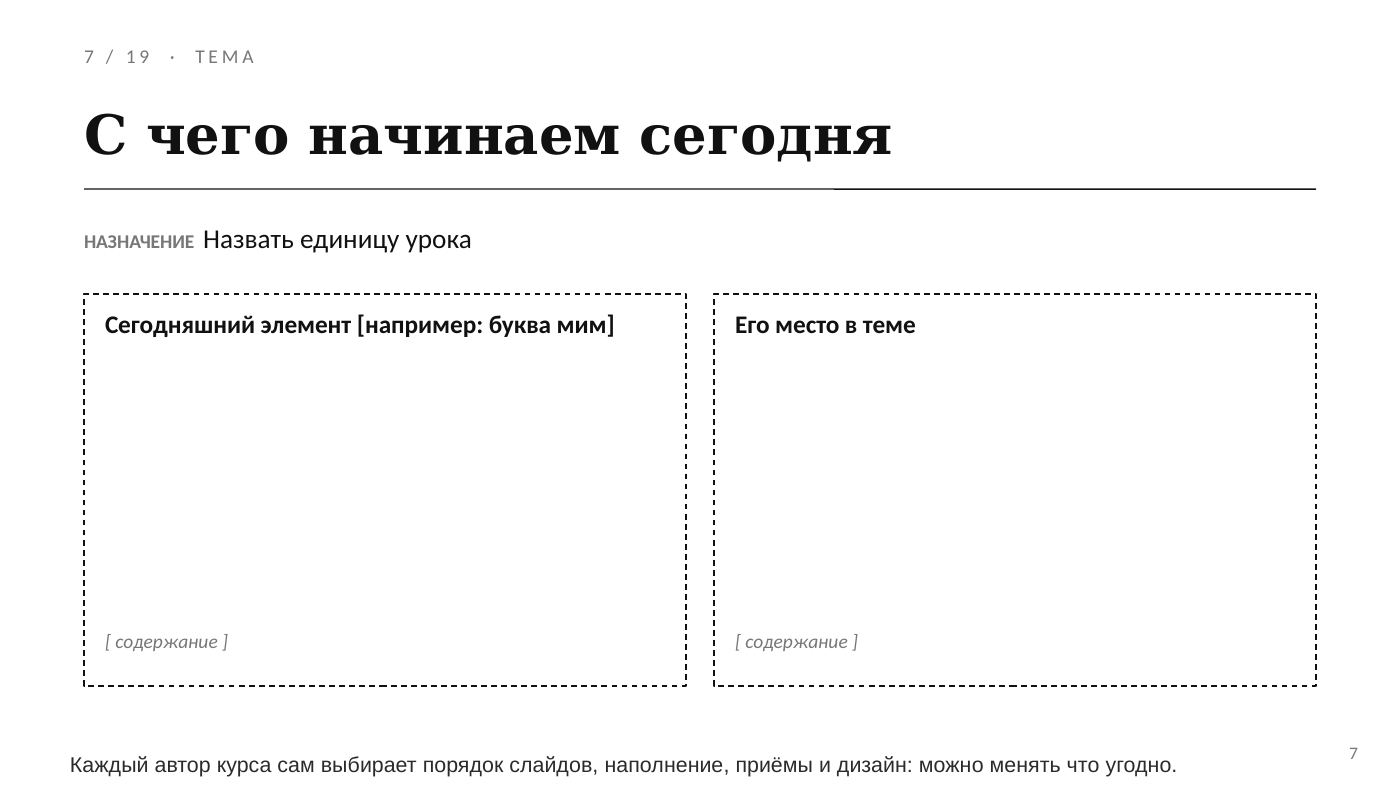 7 / 19 · ТЕМА
С чего начинаем сегодня
НАЗНАЧЕНИЕ Назвать единицу урока
Сегодняшний элемент [например: буква мим]
Его место в теме
[ содержание ]
[ содержание ]
7
Каждый автор курса сам выбирает порядок слайдов, наполнение, приёмы и дизайн: можно менять что угодно.